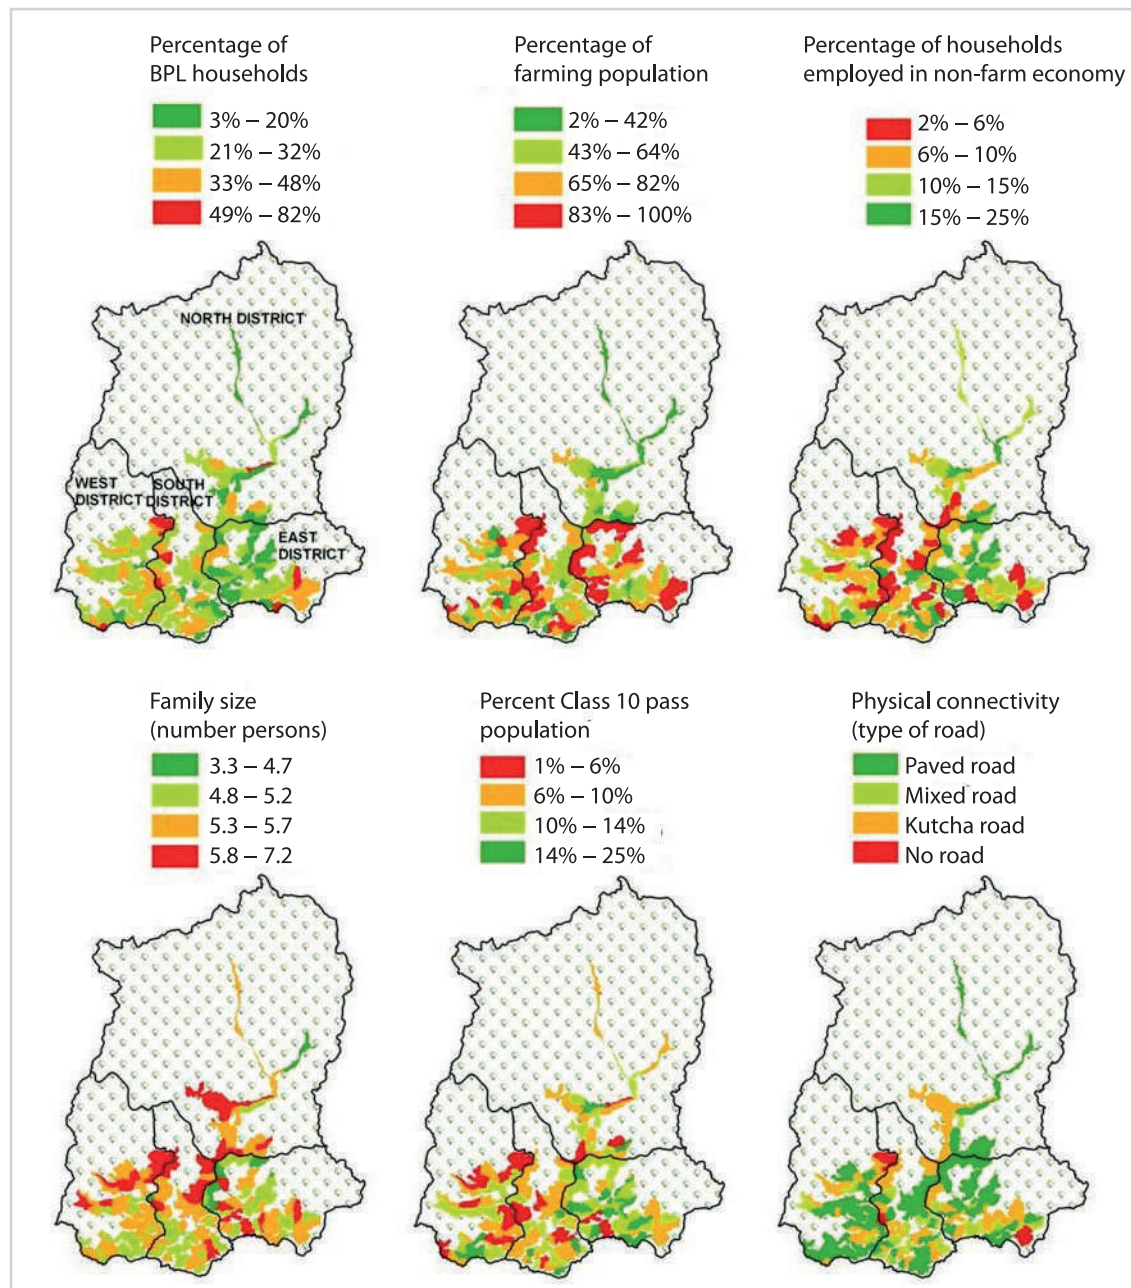 Percentage of
BPL households
3% – 20%
21% – 32%
33% – 48%
49% – 82%
Percentage of
farming population
2% – 42%
43% – 64%
65% – 82%
83% – 100%
Percentage of households
employed in non-farm economy
2% – 6%
6% – 10%
10% – 15%
15% – 25%
NORTH DISTRICT
WEST
DISTRICT
SOUTH
DISTRICT
EAST
DISTRICT
Family size
(number persons)
3.3 – 4.7
4.8 – 5.2
5.3 – 5.7
5.8 – 7.2
Percent Class 10 pass
population
1% – 6%
6% – 10%
10% – 14%
14% – 25%
Physical connectivity
(type of road)
Paved road
Mixed road
Kutcha road
No road